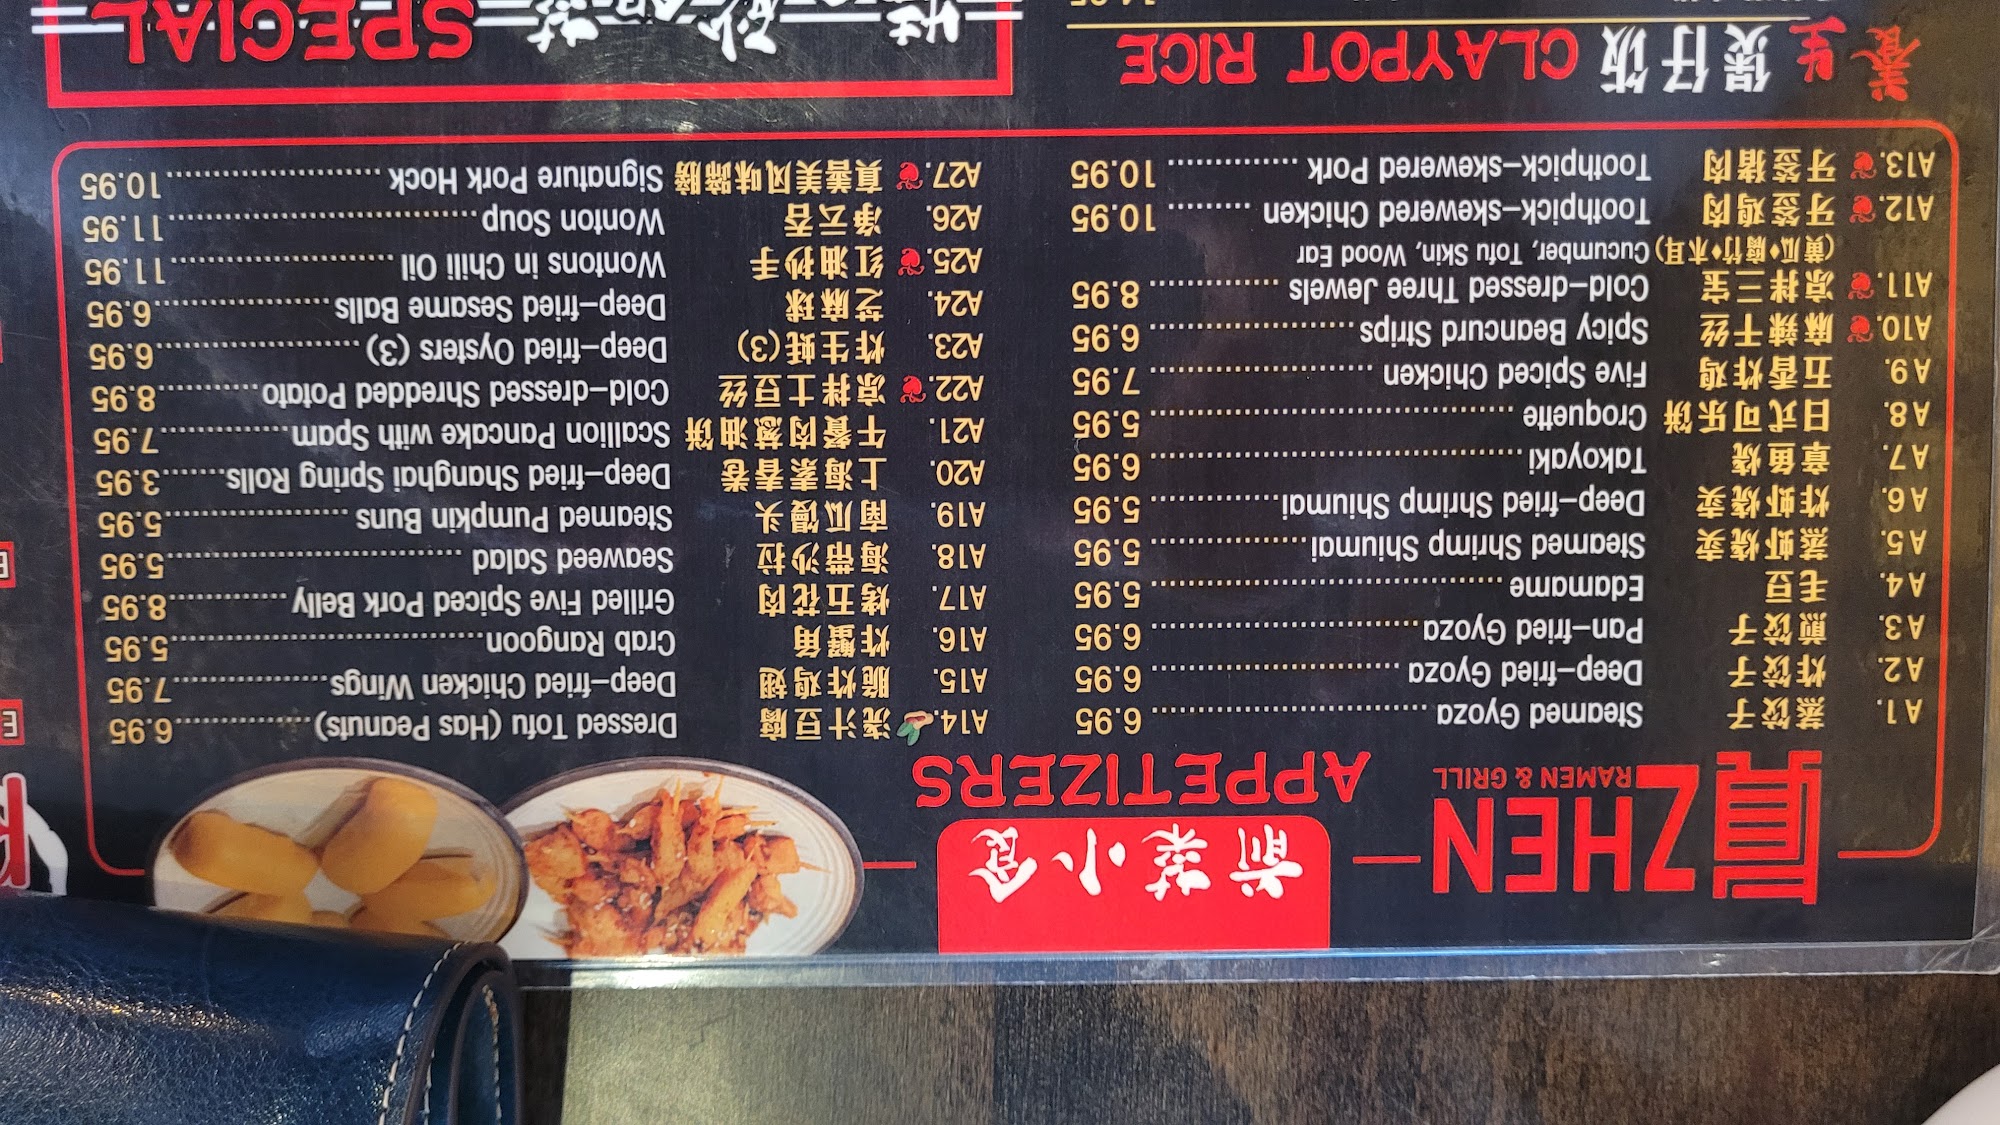 真ZHEN
RAMEN & GRILL
前菜小食
APPETIZERS
A1. 蒸饺子 Steamed Gyoza 6.95
A2. 炸饺子 Deep-fried Gyoza 6.95
A3. 煎饺子 Pan-fried Gyoza 6.95
A4. 毛豆 Edamame 5.95
A5. 蒸虾烧卖 Steamed Shrimp Shiumai 5.95
A6. 炸虾烧卖 Deep-fried Shrimp Shiumai 5.95
A7. 章鱼烧 Takoyaki 6.95
A8. 日式可乐饼 Croquette 5.95
A9. 五香炸鸡 Five Spiced Chicken 7.95
A10. 麻辣干丝 Spicy Beancurd Strips 6.95
A11. 凉拌三宝 Cold-dressed Three Jewels 8.95
(黄瓜♦腐竹♦木耳) Cucumber, Tofu Skin, Wood Ear
A12. 牙签鸡肉 Toothpick-skewered Chicken 10.95
A13. 牙签猪肉 Toothpick-skewered Pork 10.95
A14. 浇汁豆腐 Dressed Tofu (Has Peanuts) 6.95
A15. 脆炸鸡翅 Deep-fried Chicken Wings 7.95
A16. 炸蟹角 Crab Rangoon 5.95
A17. 烤五花肉 Grilled Five Spiced Pork Belly 8.95
A18. 海带沙拉 Seaweed Salad 5.95
A19. 南瓜馒头 Steamed Pumpkin Buns 5.95
A20. 上海素春卷 Deep-fried Shanghai Spring Rolls 3.95
A21. 午餐肉葱油饼 Scallion Pancake with Spam 7.95
A22. 凉拌土豆丝 Cold-dressed Shredded Potato 8.95
A23. 炸生蚝(3) Deep-fried Oysters (3) 6.95
A24. 芝麻球 Deep-fried Sesame Balls 6.95
A25. 红油抄手 Wontons in Chili Oil 11.95
A26. 净云吞 Wonton Soup 11.95
A27. 真善美风味蹄膀 Signature Pork Hock 10.95
养生煲仔饭 CLAYPOT RICE
SPECIAL